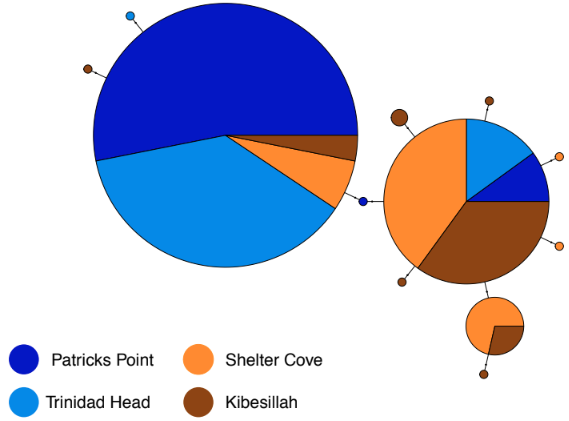 Patricks Point
Shelter Cove
Trinidad Head
Kibesillah